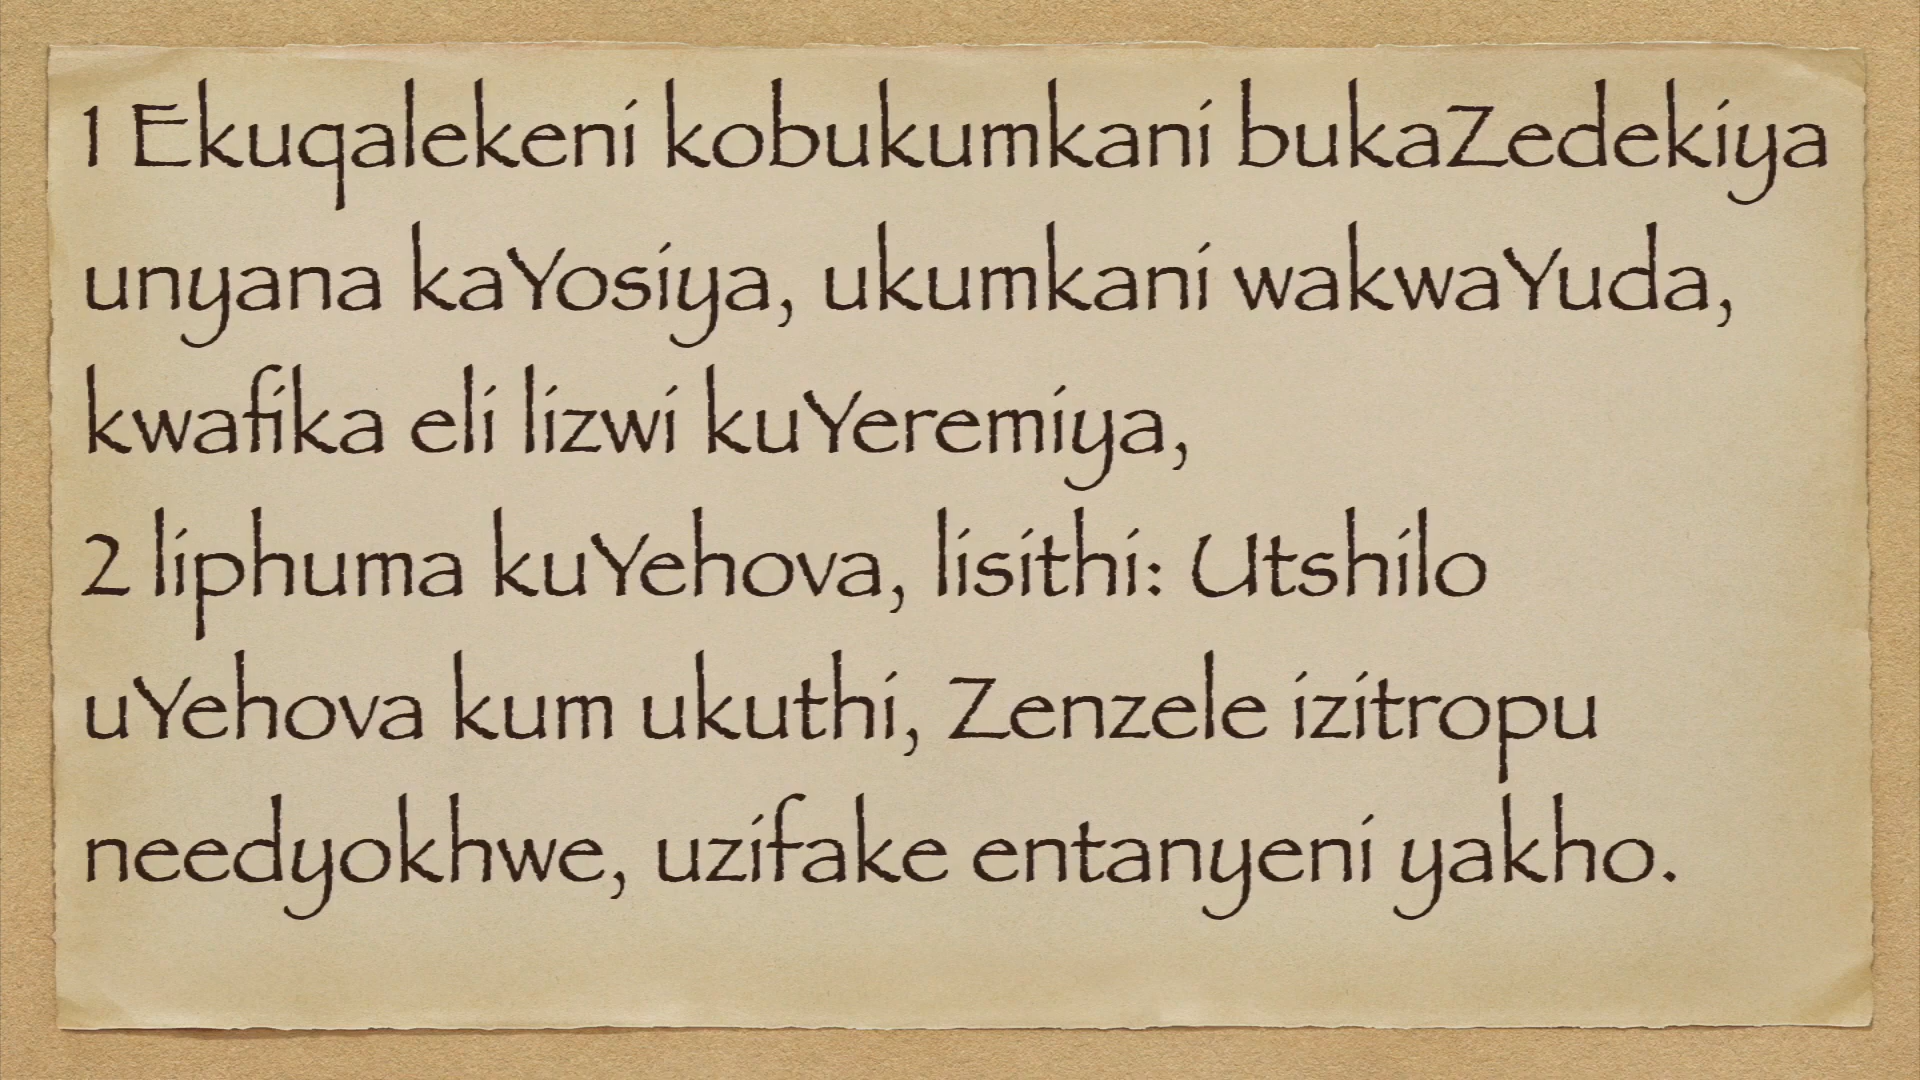 1 Ekuqalekeni kobukumkani bukaZedekiya
unyana kaYosiya, ukumkani wakwaYuda,
kwafika eli lizwi kuYeremiya,
2 liphuma kuYehova, lisithi: Utshilo
uYehova kum ukuthi, Zenzele izitropu
needyokhwe, uzifake entanyeni yakho.